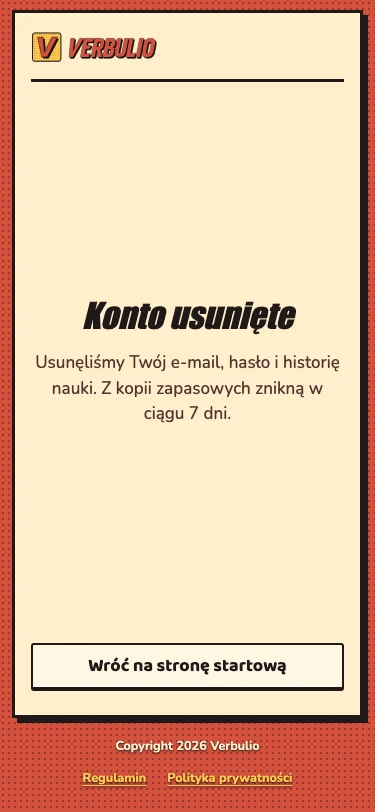 V VERBULIO
Konto usunięte
Usunęliśmy Twój e-mail, hasło i historię
nauki. Z kopii zapasowych znikną w
ciągu 7 dni.
Wróć na stronę startową
Copyright 2026 Verbulio
Regulamin Polityka prywatności